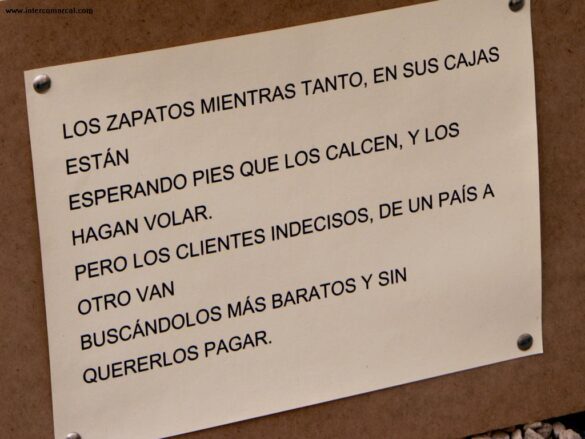 www.intercomarcal.com
LOS ZAPATOS MIENTRAS TANTO, EN SUS CAJAS
ESTÁN
ESPERANDO PIES QUE LOS CALCEN, Y LOS
HAGAN VOLAR.
PERO LOS CLIENTES INDECISOS, DE UN PAÍS A
OTRO VAN
BUSCÁNDOLOS MÁS BARATOS Y SIN
QUERERLOS PAGAR.